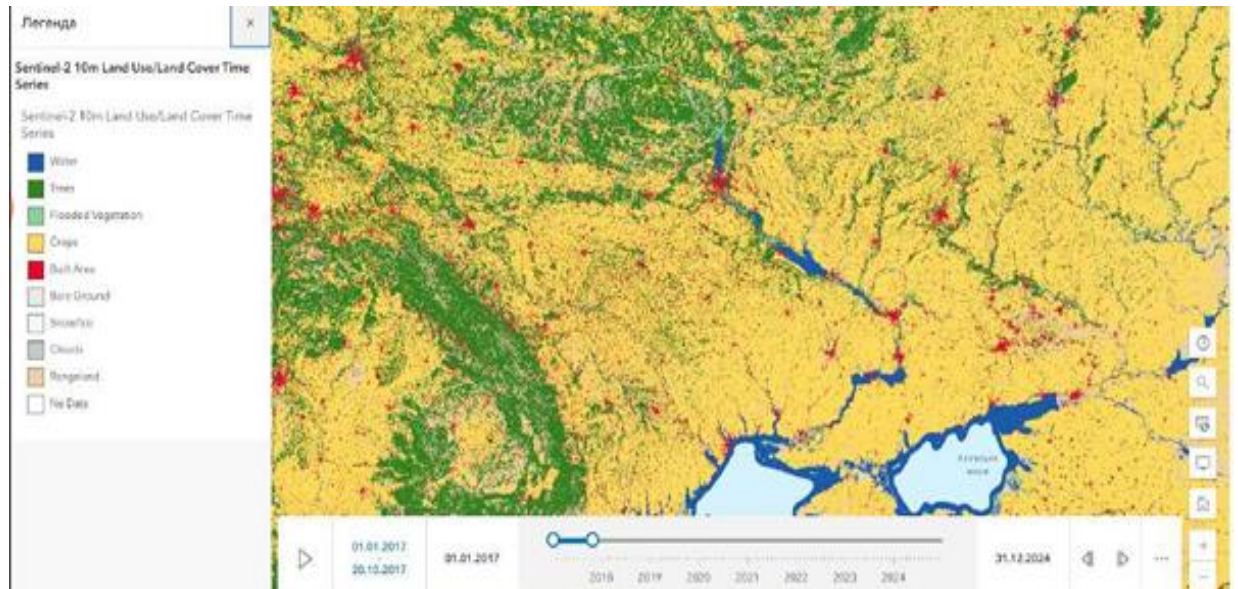 Легенда
×
Sentinel-2 10m Land Use/Land Cover Time
Series
Sentinel-2 10m Land Use/Land Cover Time
Series
Water
Trees
Flooded Vegetation
Crops
Built Area
Bare Ground
Snow/Ice
Clouds
Rangeland
No Data
море
01.01.2017
20.10.2017
01.01.2017
2018 2019 2020 2021 2022 2023 2024
31.12.2024